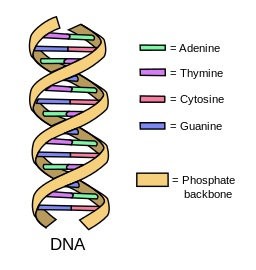 = Adenine
= Thymine
= Cytosine
= Guanine
= Phosphate
backbone
DNA